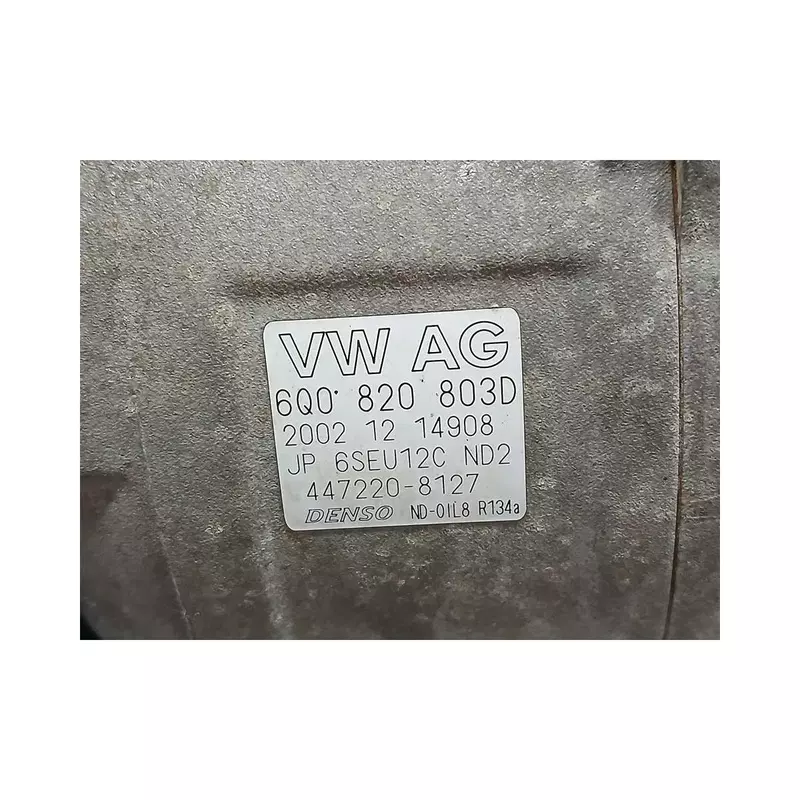 VW AG
6Q0 820 803D
2002 12 14908
JP 6SEU12C ND2
447220-8127
DENSO ND-OIL8 R134a